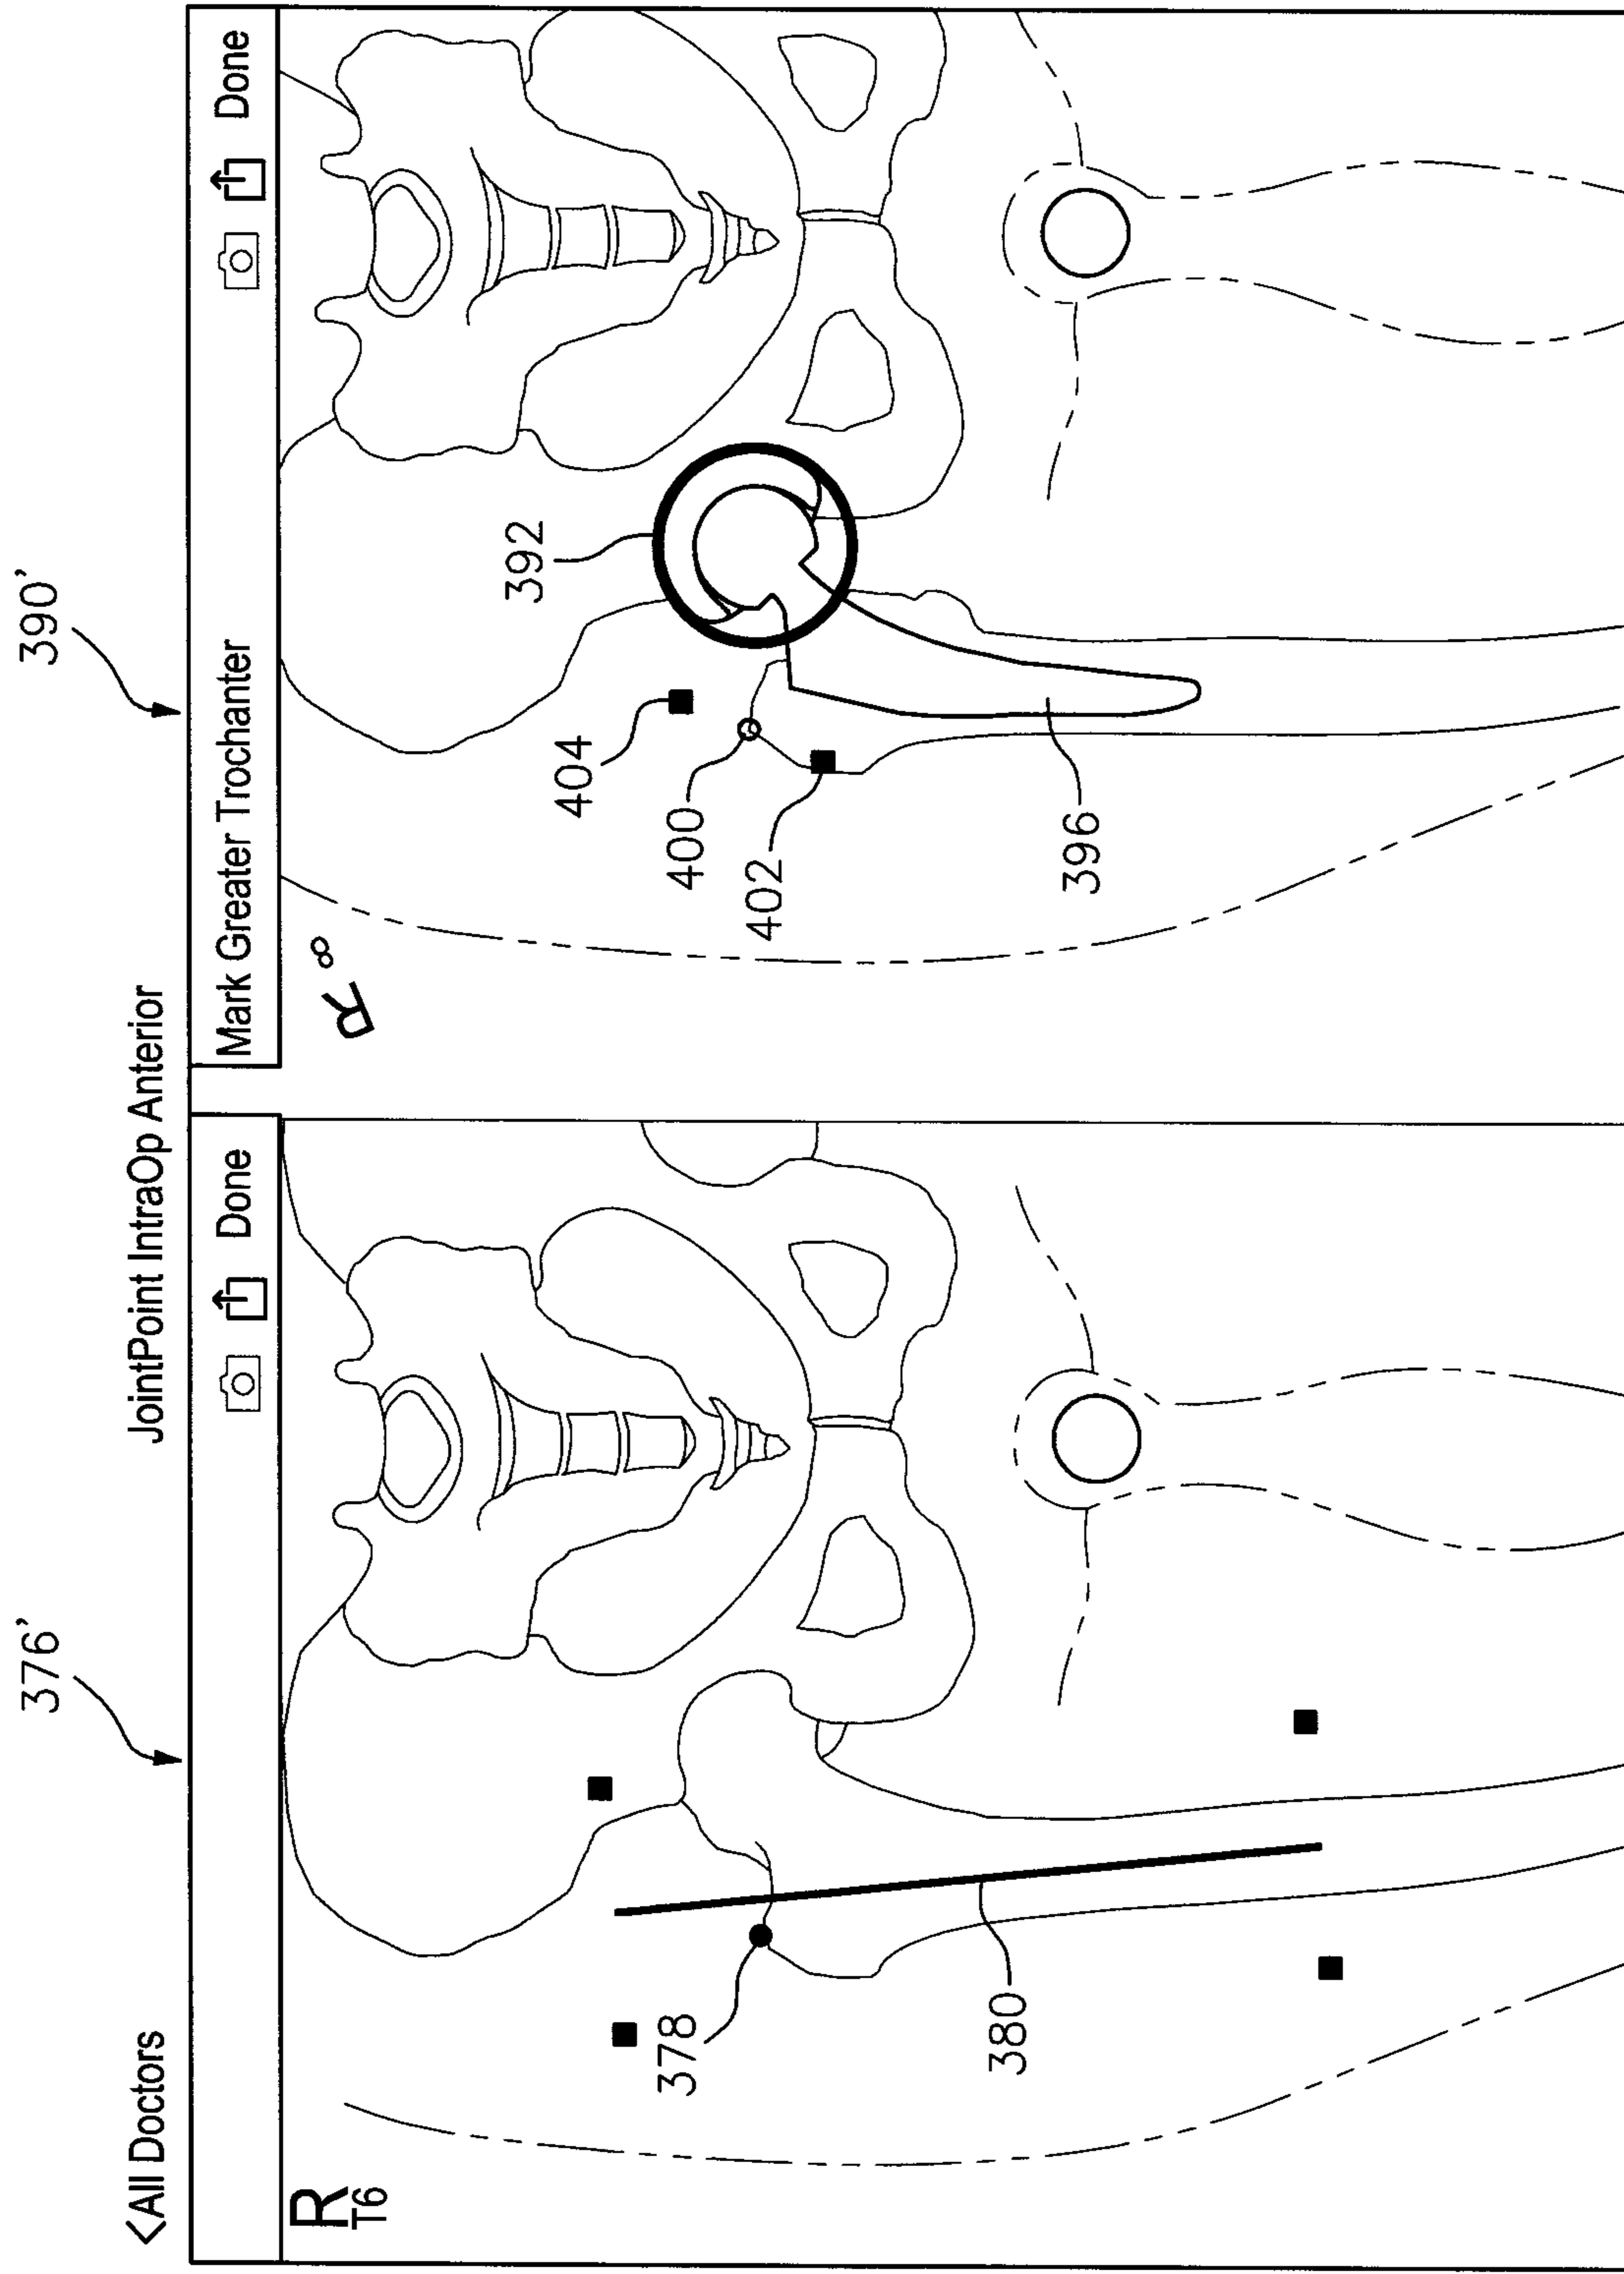 376’
390’
<All Doctors
JointPoint IntraOp Anterior
Done
Mark Greater Trochanter
Done
R
T6
R
8
392
404
400
402
396
378
380